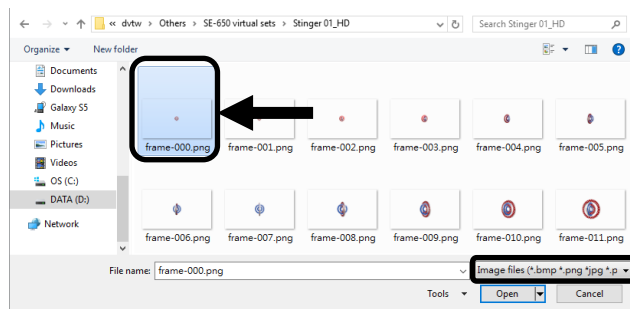 « dvtw > Others > SE-650 virtual sets > Stinger 01_HD
Search Stinger 01_HD
Organize
New folder
Documents
Downloads
Galaxy S5
Music
Pictures
Videos
OS (C:)
DATA (D:)
Network
frame-000.png frame-001.png frame-002.png frame-003.png frame-004.png frame-005.png
frame-006.png frame-007.png frame-008.png frame-009.png frame-010.png frame-011.png
File name: frame-000.png
Image files (*.bmp *.png *jpg *.p
Tools
Open
Cancel